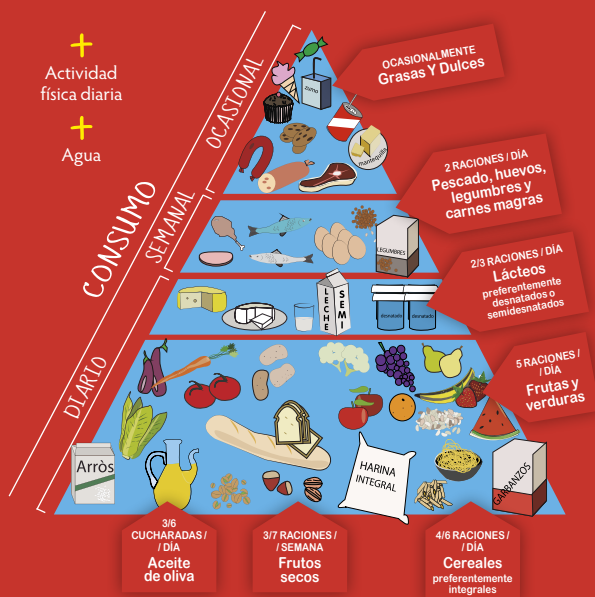 +
Actividad
física diaria
+
Agua
CONSUMO
OCASIONAL
SEMANAL
DIARIO
OCASIONALMENTE
Grasas Y Dulces
zumo
mantequilla
2 RACIONES / DÍA
Pescado, huevos,
legumbres y
carnes magras
LEGUMBRES
2/3 RACIONES / DÍA
Lácteos
preferentemente
desnatados o
semidesnatados
LECHE
SEMI
desnatado
desnatado
5 RACIONES /
/ DÍA
Frutas y
verduras
Arròs
HARINA
INTEGRAL
GARBANZOS
3/6
CUCHARADAS /
/ DÍA
Aceite
de oliva
3/7 RACIONES /
/ SEMANA
Frutos
secos
4/6 RACIONES /
/ DÍA
Cereales
preferentemente
integrales